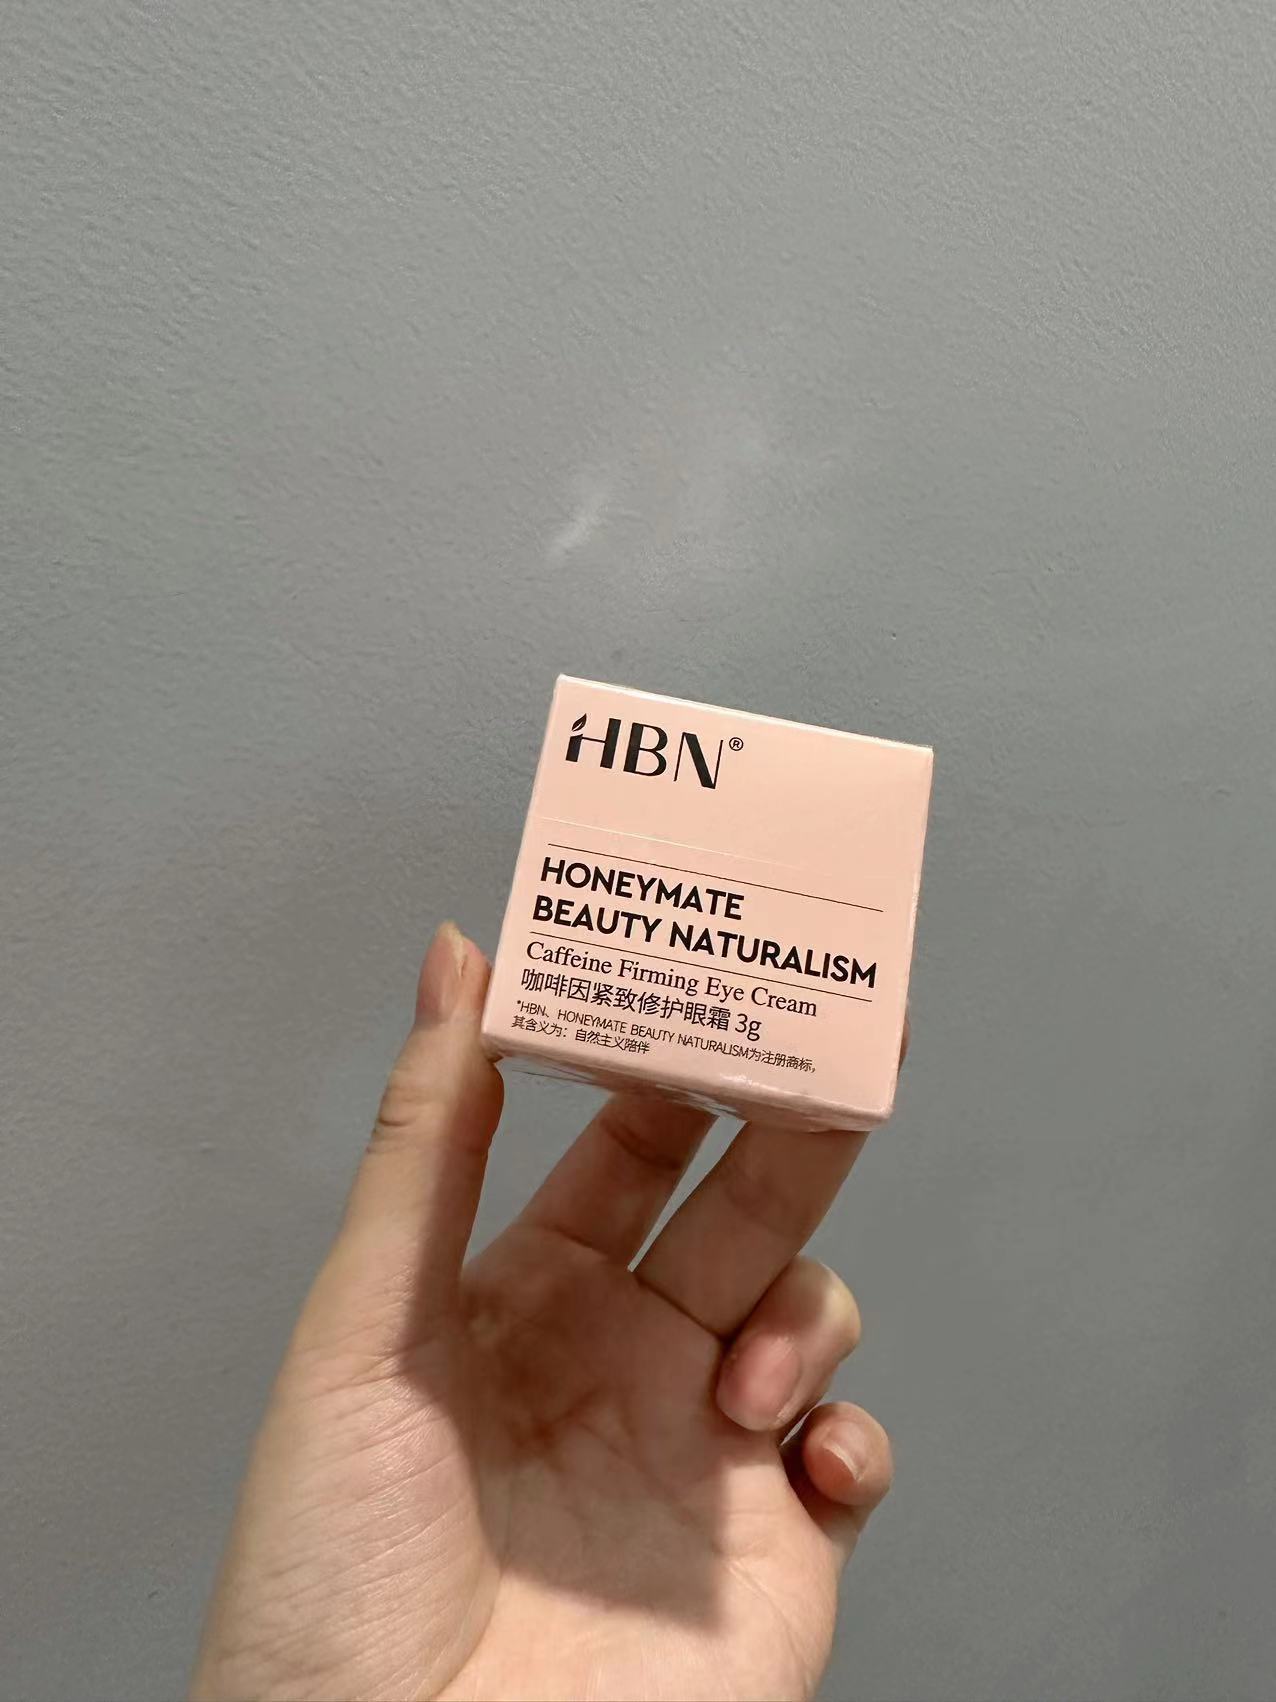 HBN®
HONEYMATE
BEAUTY NATURALISM
Caffeine Firming Eye Cream
咖啡因紧致修护眼霜 3g
*HBN、HONEYMATE BEAUTY NATURALISM为注册商标，
其含义为：自然主义陪伴